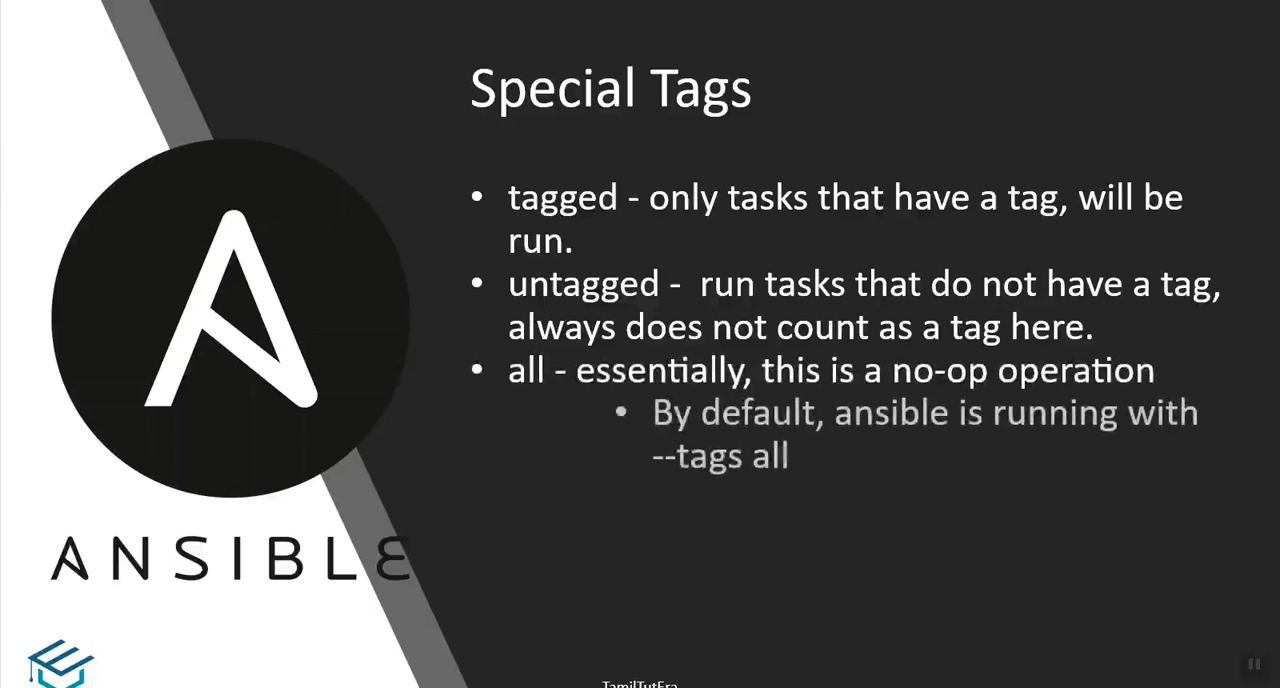 Special Tags
• tagged - only tasks that have a tag, will be
run.
• untagged -  run tasks that do not have a tag,
always does not count as a tag here.
• all - essentially, this is a no-op operation
• By default, ansible is running with
--tags all
ANSIBLE
TamilTutEra